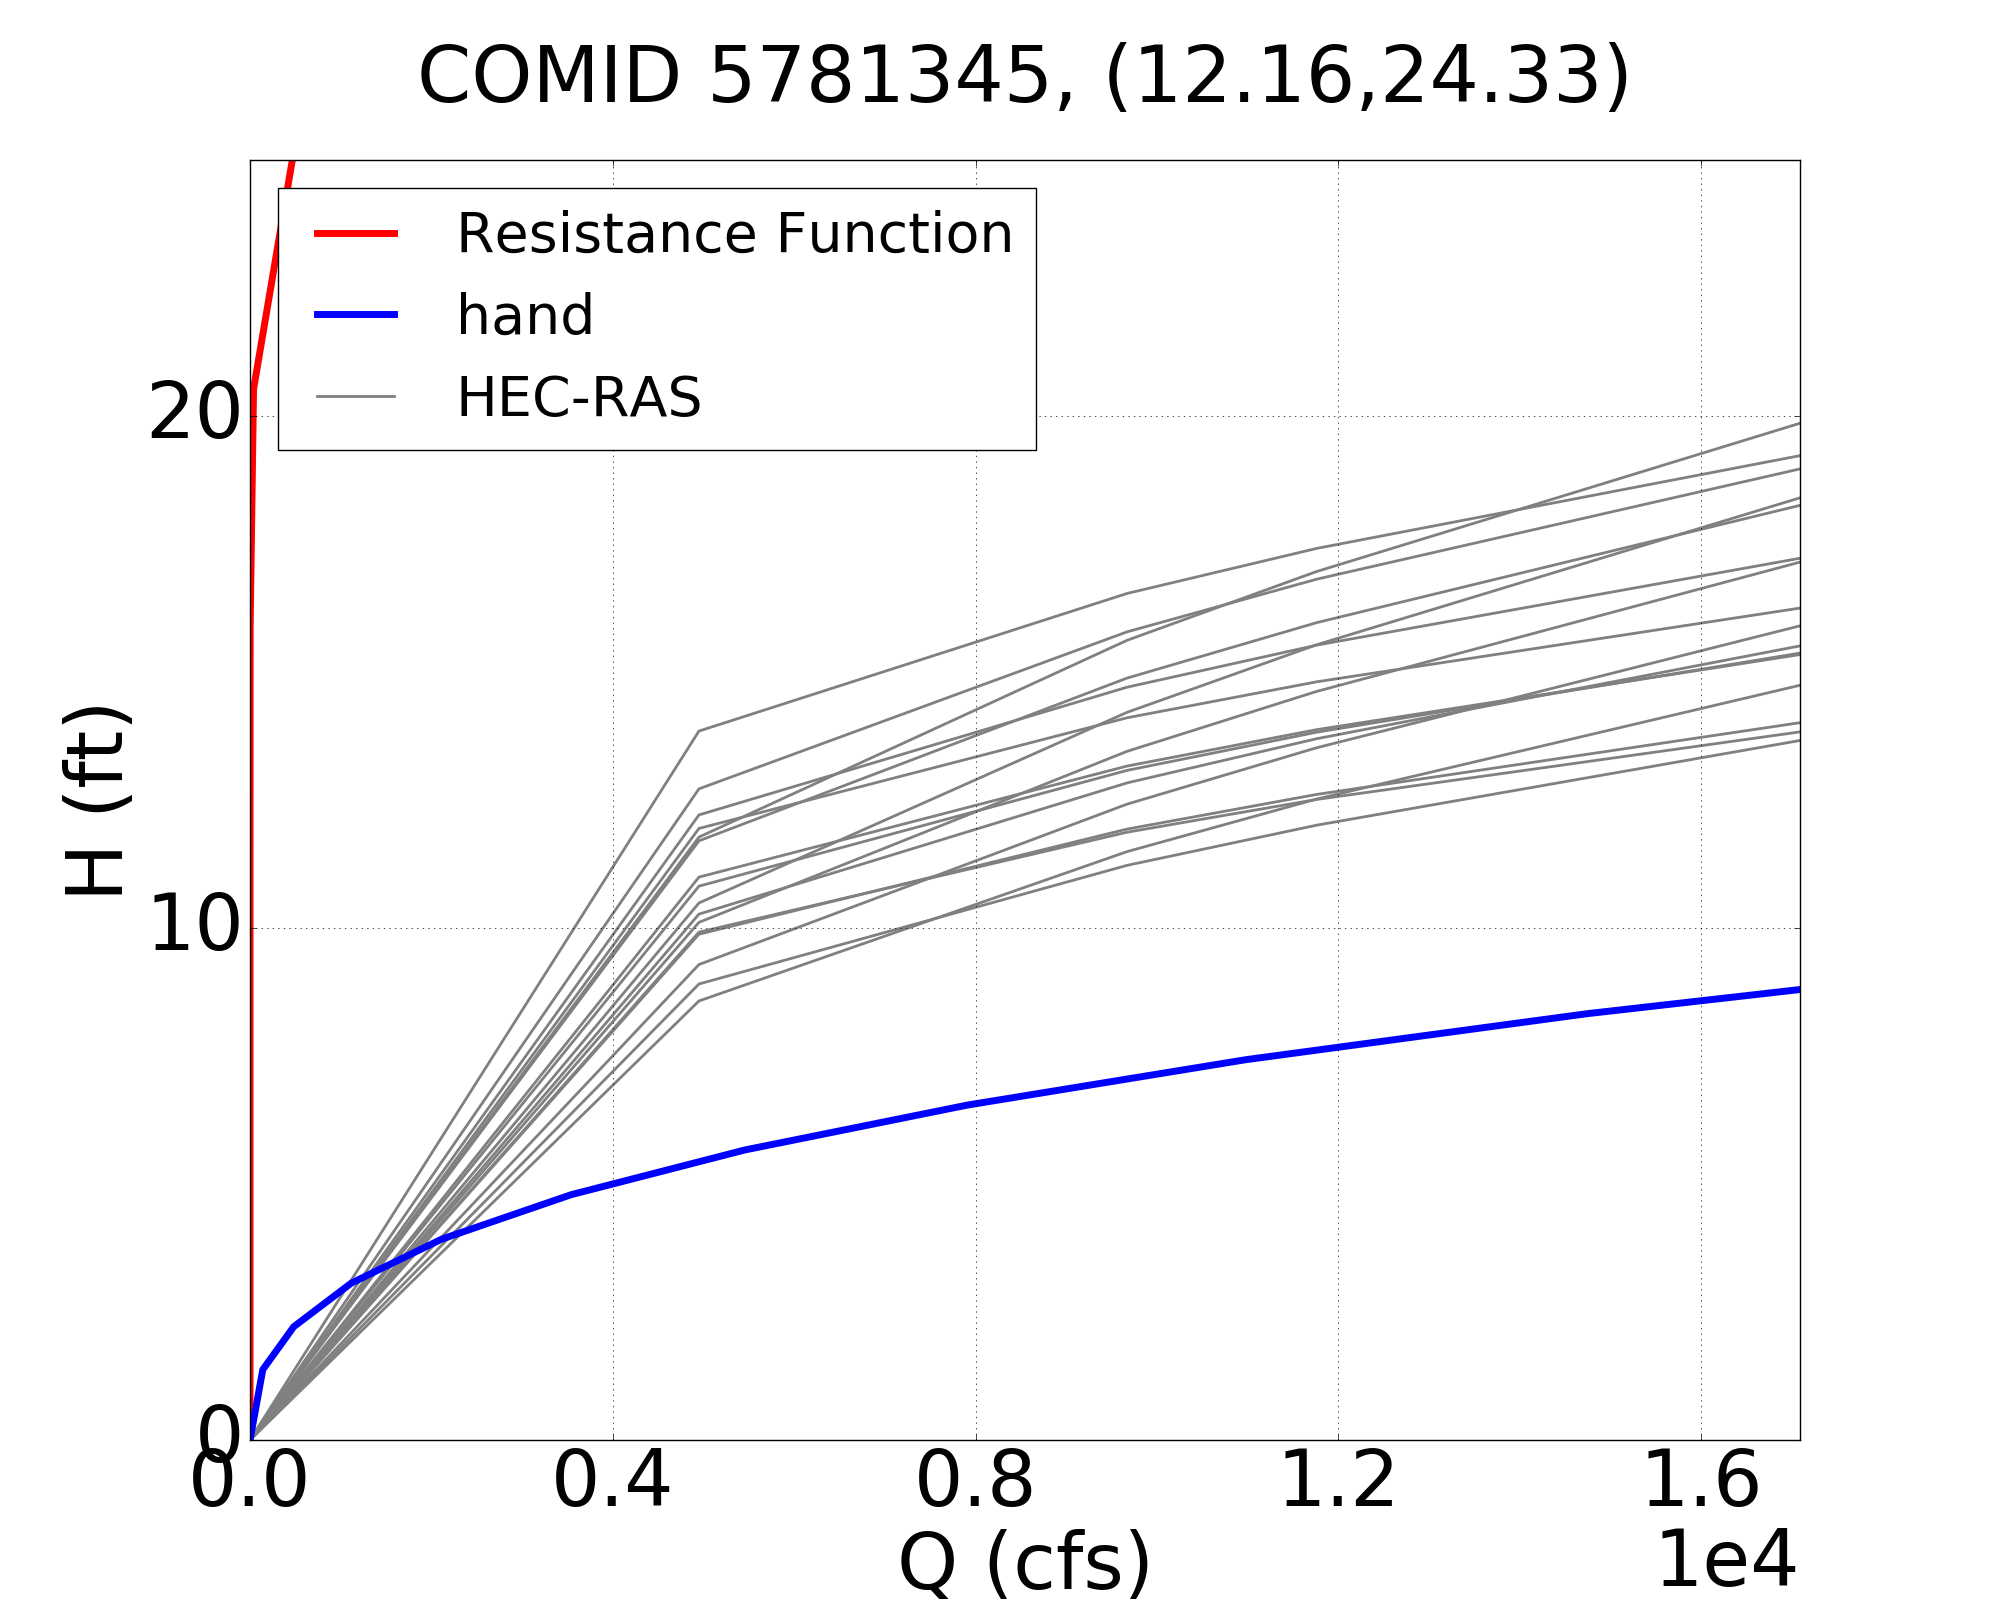 COMID 5781345, (12.16,24.33)
Resistance Function
hand
HEC-RAS
20
10
0
H (ft)
0.0 0.4 0.8 1.2 1.6
1e4
Q (cfs)